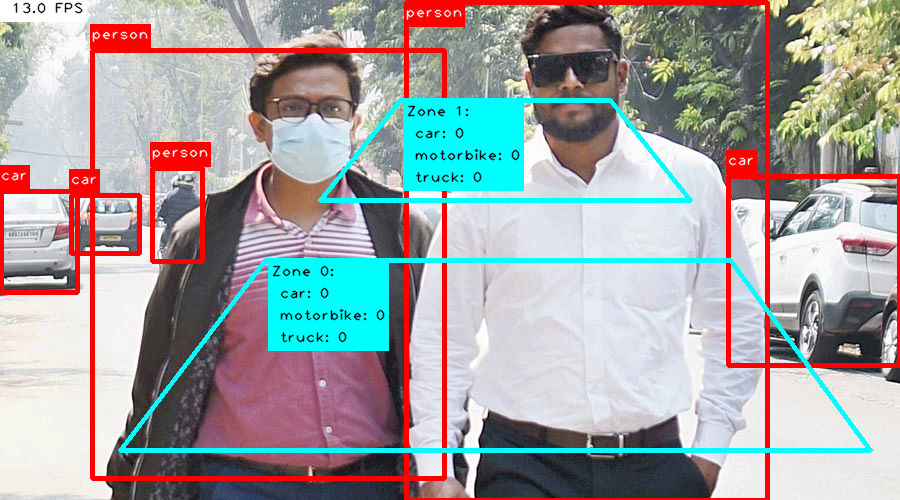 13.0 FPS
person
person
person
car
car
car
Zone 1:
car: 0
motorbike: 0
truck: 0
Zone 0:
car: 0
motorbike: 0
truck: 0